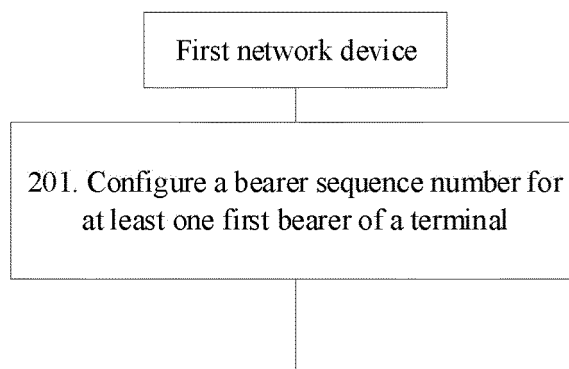 First network device
201. Configure a bearer sequence number for
at least one first bearer of a terminal